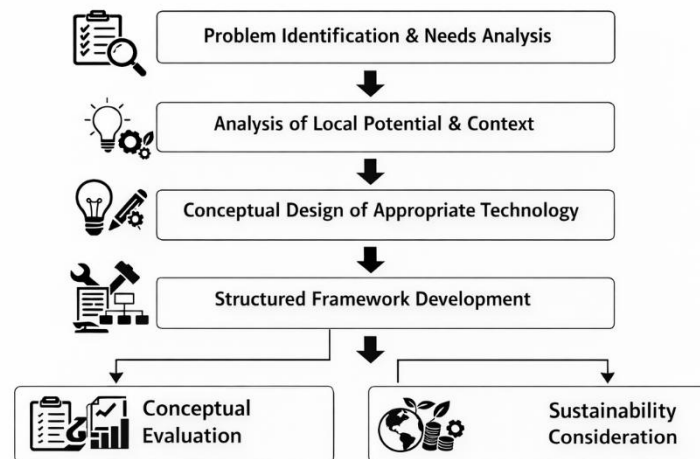 Problem Identification & Needs Analysis
Analysis of Local Potential & Context
Conceptual Design of Appropriate Technology
Structured Framework Development
Conceptual
Evaluation
Sustainability
Consideration